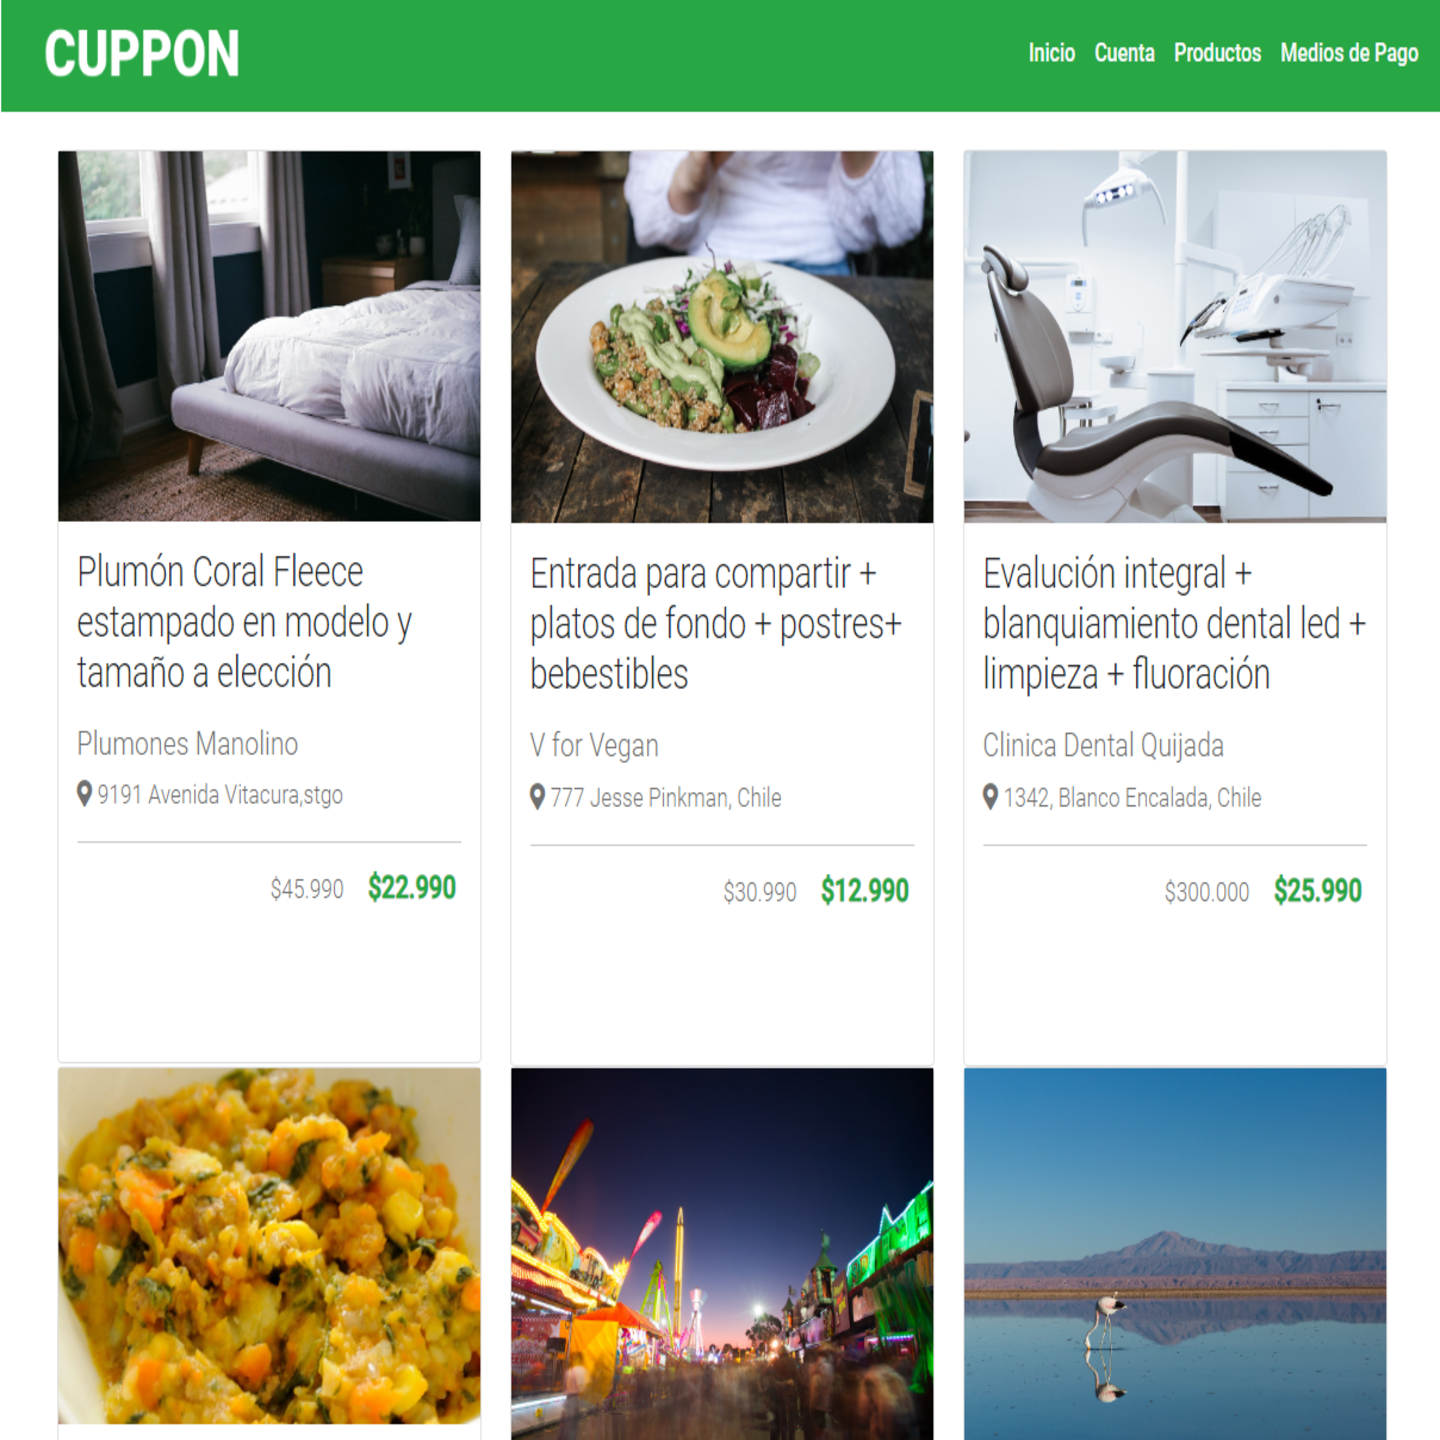 CUPPON
Inicio Cuenta Productos Medios de Pago
Plumón Coral Fleece
estampado en modelo y
tamaño a elección
Plumones Manolino
9191 Avenida Vitacura,stgo
$45.990 $22.990
Entrada para compartir +
platos de fondo + postres+
bebestibles
V for Vegan
777 Jesse Pinkman, Chile
$30.990 $12.990
Evalución integral +
blanquiamiento dental led +
limpieza + fluoración
Clinica Dental Quijada
1342, Blanco Encalada, Chile
$300.000 $25.990